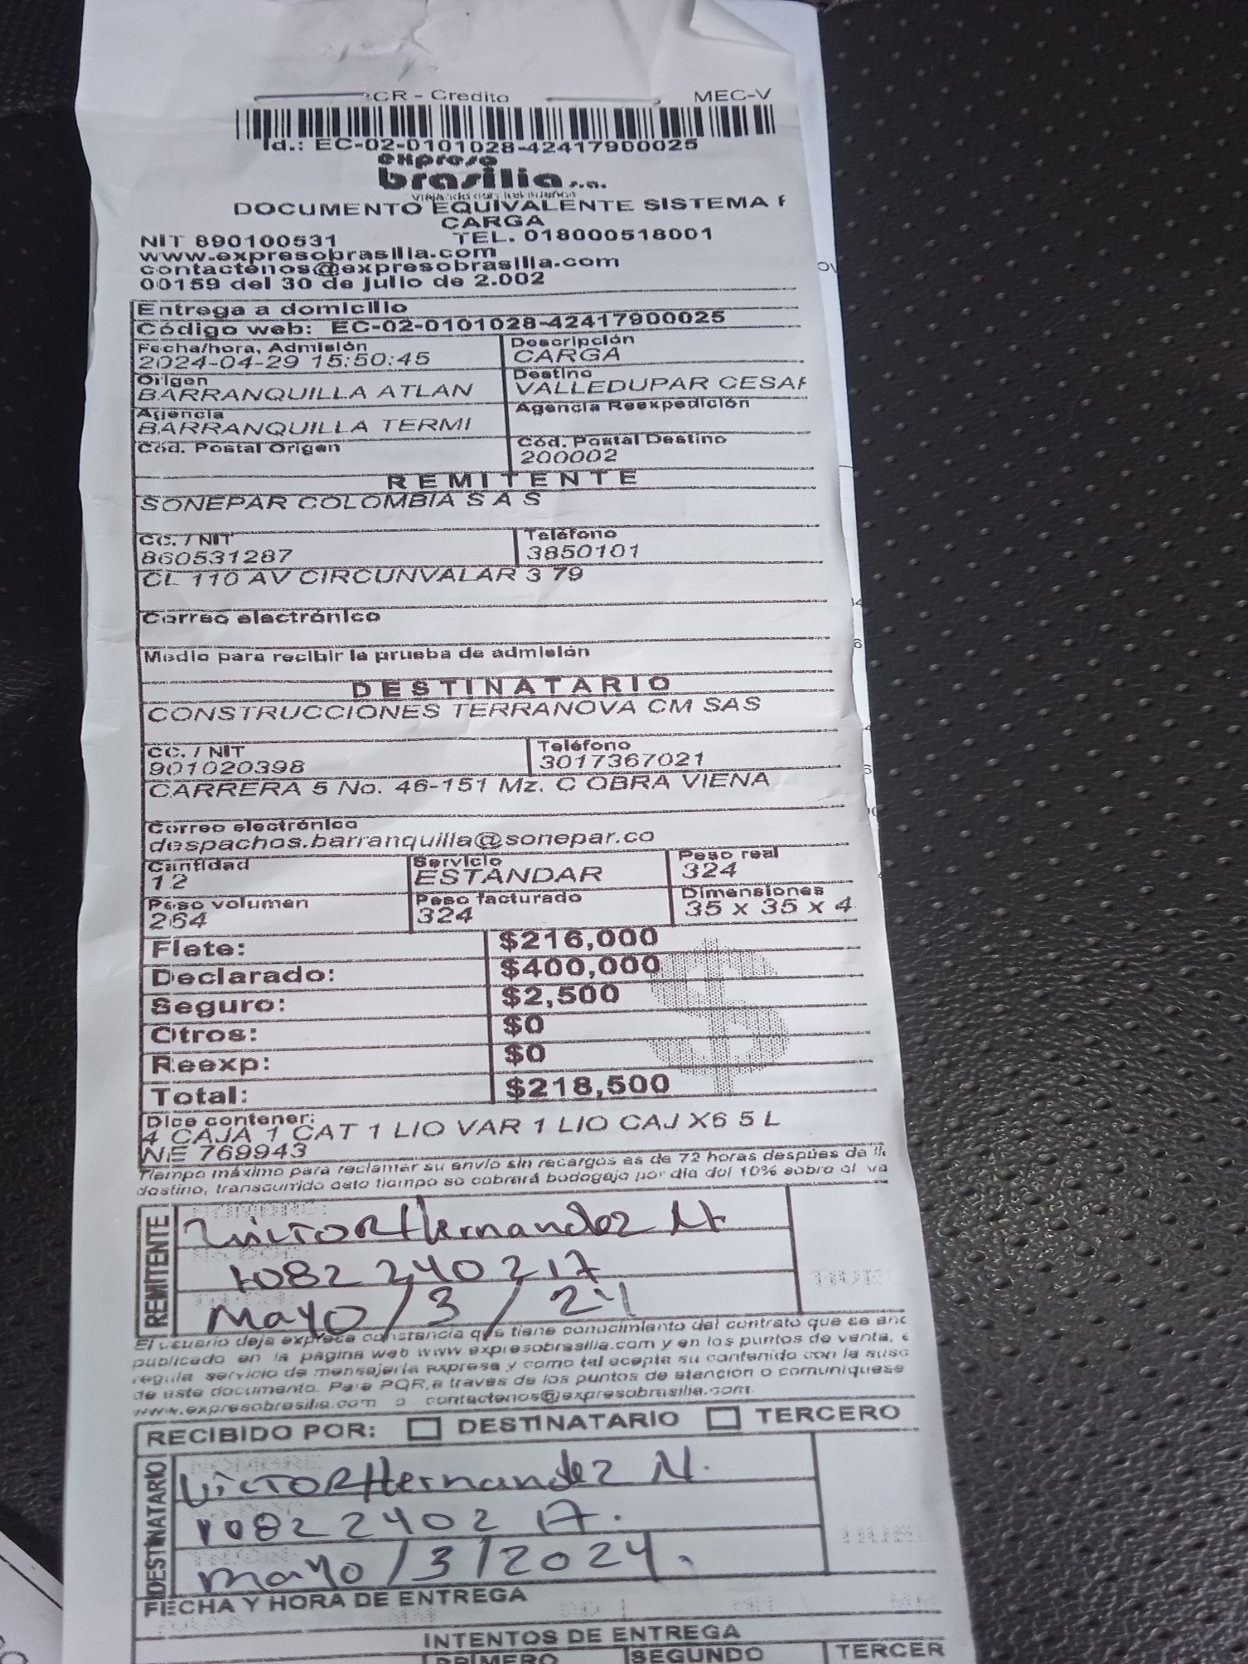 CR - Credito MEC-V
Id.: EC-02-0101028-42417900025
expreso
brasilia s.a.
DOCUMENTO EQUIVALENTE SISTEMA
CARGA
NIT 890100531 TEL. 018000518001
www.expresobrasilia.com
contactenos@expresobrasilia.com
00159 del 30 de julio de 2.002
Entrega a domicilio
Código web: EC-02-0101028-42417900025
Fecha/hora, Admisión Descripción
2024-04-29 15:50:45 CARGA
Origen Destino
BARRANQUILLA ATLAN VALLEDUPAR CESAR
Agencia Agencia Reexpedición
BARRANQUILLA TERMI
Cód. Postal Origen Cód. Postal Destino
200002
REMITENTE
SONEPAR COLOMBIA S A S
CC. / NIT Teléfono
860531287 3850101
CL 110 AV CIRCUNVALAR 3 79
Correo electrónico
Medio para recibir la prueba de admisión
DESTINATARIO
CONSTRUCCIONES TERRANOVA CM SAS
CC. / NIT Teléfono
901020398 3017367021
CARRERA 5 No. 46-151 Mz. C OBRA VIENA
Correo electrónico
despachos.barranquilla@sonepar.co
Cantidad Servicio Peso real
12 ESTANDAR 324
Peso volumen Peso facturado Dimensiones
264 324 35 x 35 x 4
Flete: $216,000
Declarado: $400,000
Seguro: $2,500
Otros: $0
Reexp: $0
Total: $218,500
Dice contener:
4 CAJA 1 CAT 1 LIO VAR 1 LIO CAJ X6 5 L
NE 769943
Tiempo máximo para reclamar su envío sin recargos es de 72 horas después de
destino, transcurrido este tiempo se cobrará bodegaje por día del 10% sobre el va
REMITENTE
Victor Hernandez N
1082240217
Mayo / 3 / 24
El usuario deja expresa constancia que tiene conocimiento del contrato que se enc
publicado en la página web www.expresobrasilia.com y en los puntos de venta,
regula servicio de mensajería expresa y como tal acepta su contenido con la susc
de este documento. Para PQR, a través de los puntos de atención o comuniquese
www.expresobrasilia.com o contactenos@expresobrasilia.com
RECIBIDO POR: DESTINATARIO TERCERO
DESTINATARIO
NOMBRE
Victor Hernandez N.
1082240217.
mayo / 3 / 2024.
FECHA Y HORA DE ENTREGA
INTENTOS DE ENTREGA
PRIMERO SEGUNDO TERCER